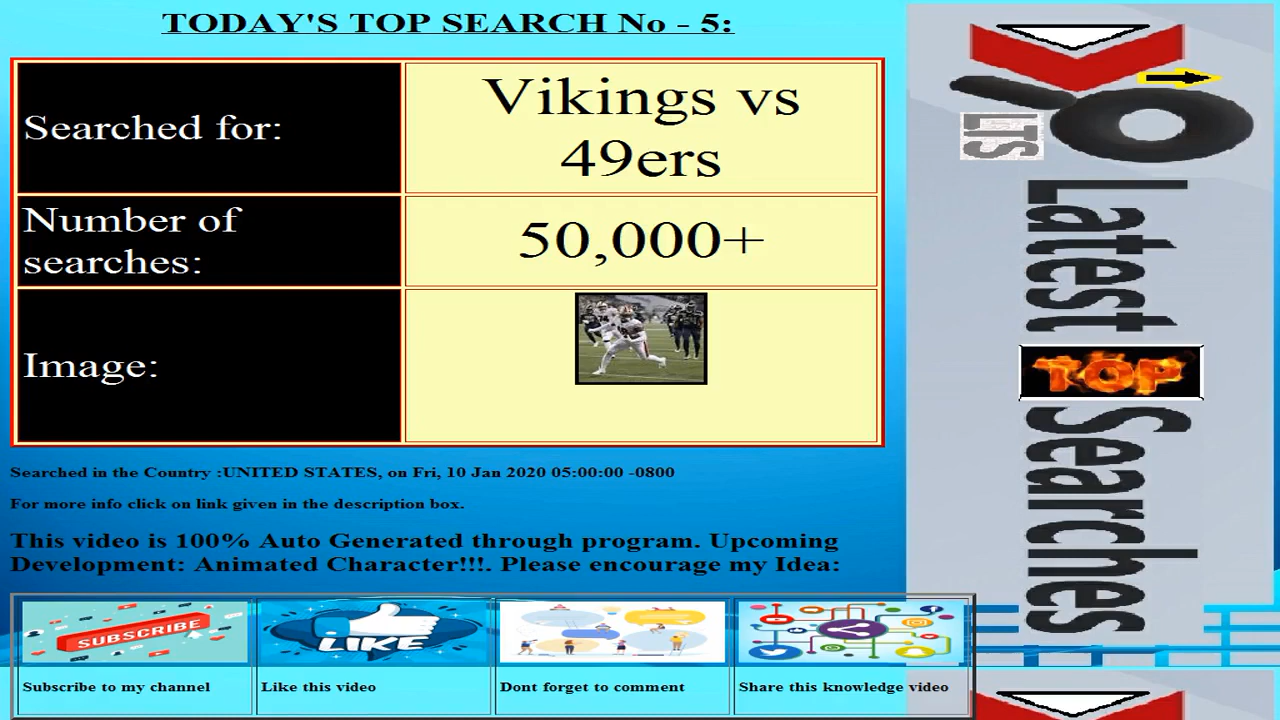 TODAY'S TOP SEARCH No - 5:
Searched for:
Vikings vs
49ers
Number of
searches:
50,000+
Image:
Searched in the Country :UNITED STATES, on Fri, 10 Jan 2020 05:00:00 -0800
For more info click on link given in the description box.
This video is 100% Auto Generated through program. Upcoming
Development: Animated Character!!!. Please encourage my Idea:
SUBSCRIBE
LIKE
Subscribe to my channel
Like this video
Dont forget to comment
Share this knowledge video
LTS
Latest
TOP
Searches